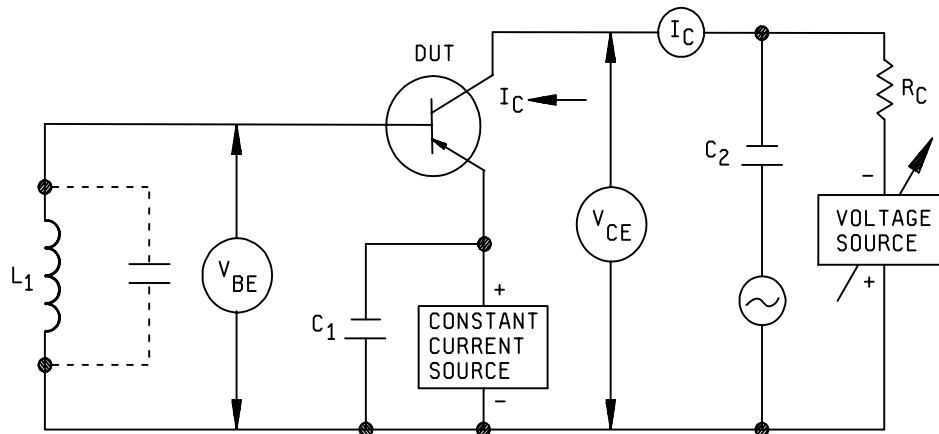 DUT
I_C
I_C
R_C
C_2
V_CE
VOLTAGE
SOURCE
-
+
L_1
V_BE
C_1
+
CONSTANT
CURRENT
SOURCE
-